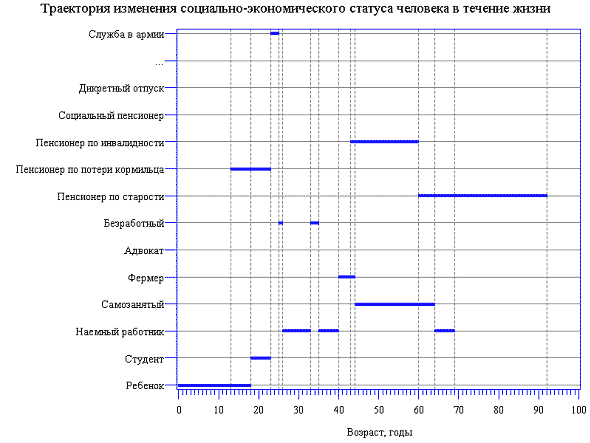 Траектория изменения социально-экономического статуса человека в течение жизни
Служба в армии
...
Дикретный отпуск
Социальный пенсионер
Пенсионер по инвалидности
Пенсионер по потери кормильца
Пенсионер по старости
Безработный
Адвокат
Фермер
Самозанятый
Наемный работник
Студент
Ребенок
0 10 20 30 40 50 60 70 80 90 100
Возраст, годы